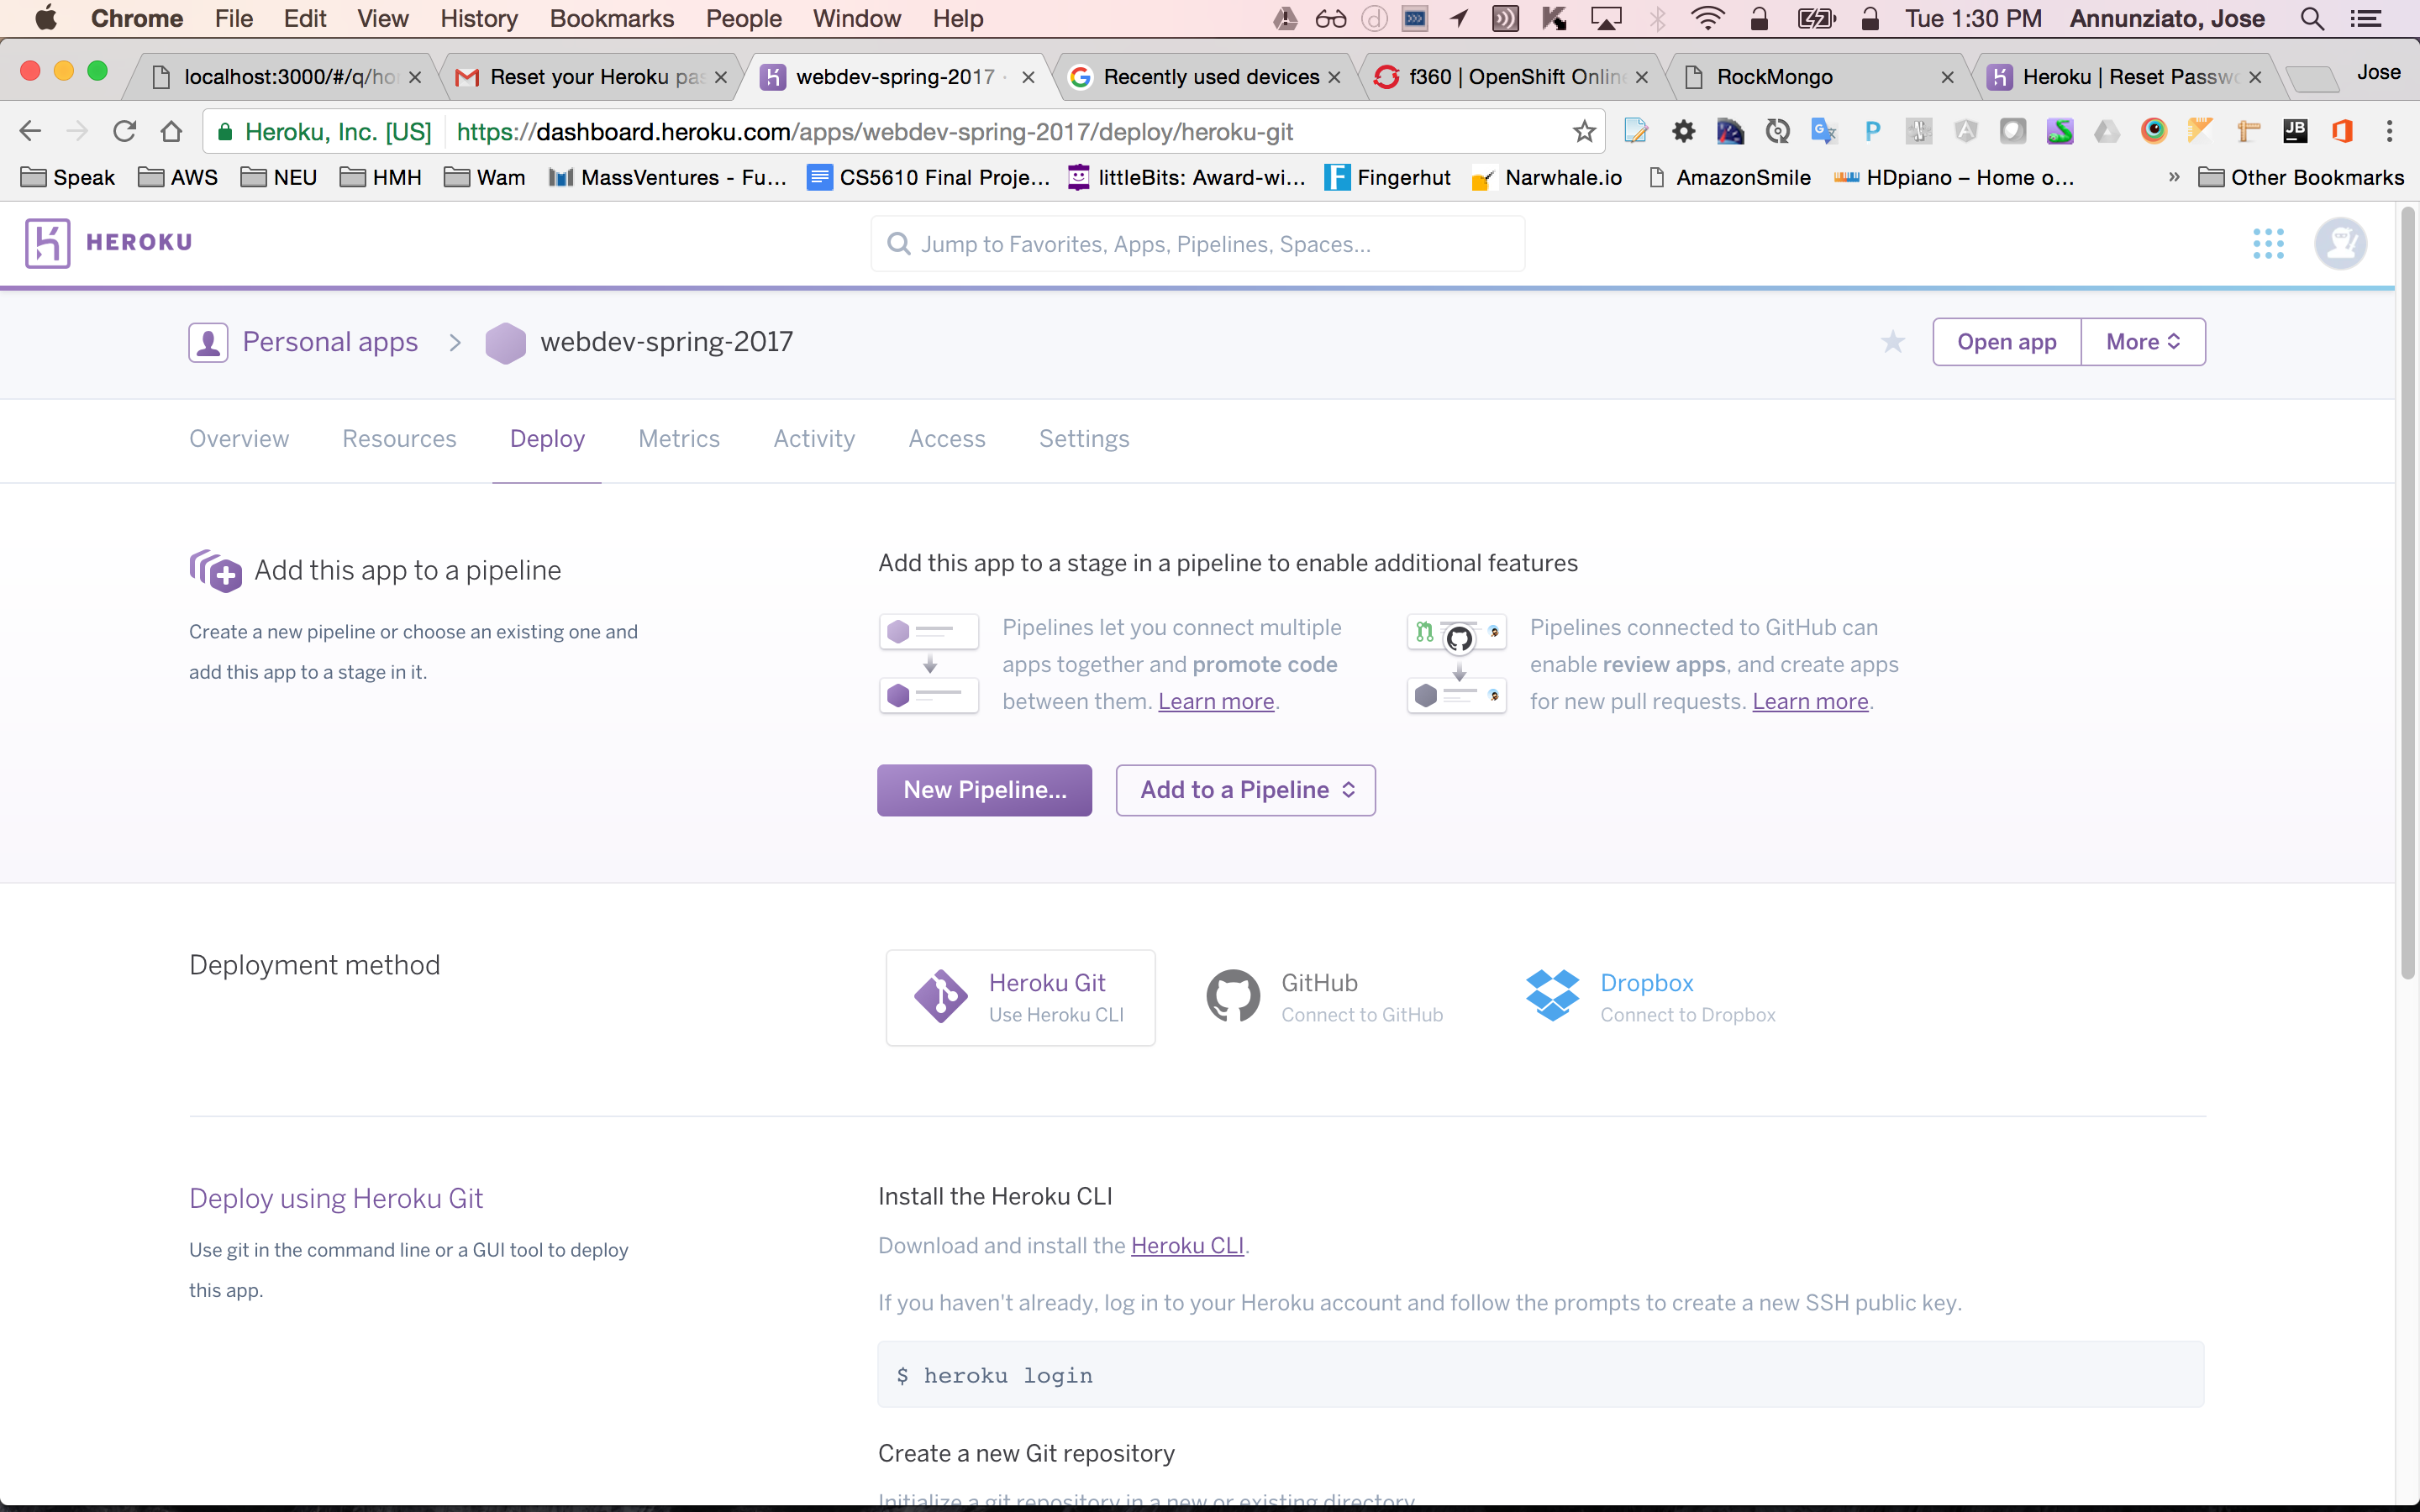 Chrome File Edit View History Bookmarks People Window Help Tue 1:30 PM Annunziato, Jose
localhost:3000/#/q/ho Reset your Heroku pas webdev-spring-2017 · Recently used devices f360 | OpenShift Onlin RockMongo Heroku | Reset Passw Jose
Heroku, Inc. [US] https://dashboard.heroku.com/apps/webdev-spring-2017/deploy/heroku-git
Speak AWS NEU HMH Wam MassVentures - Fu... CS5610 Final Proje... littleBits: Award-wi... Fingerhut Narwhale.io AmazonSmile HDpiano – Home o... » Other Bookmarks
HEROKU Jump to Favorites, Apps, Pipelines, Spaces...
Personal apps > webdev-spring-2017 Open app More
Overview Resources Deploy Metrics Activity Access Settings
Add this app to a pipeline
Create a new pipeline or choose an existing one and
add this app to a stage in it.
Add this app to a stage in a pipeline to enable additional features
Pipelines let you connect multiple
apps together and promote code
between them. Learn more.
Pipelines connected to GitHub can
enable review apps, and create apps
for new pull requests. Learn more.
New Pipeline... Add to a Pipeline
Deployment method
Heroku Git
Use Heroku CLI
GitHub
Connect to GitHub
Dropbox
Connect to Dropbox
Deploy using Heroku Git
Use git in the command line or a GUI tool to deploy
this app.
Install the Heroku CLI
Download and install the Heroku CLI.
If you haven't already, log in to your Heroku account and follow the prompts to create a new SSH public key.
$ heroku login
Create a new Git repository
Initialize a git repository in a new or existing directory